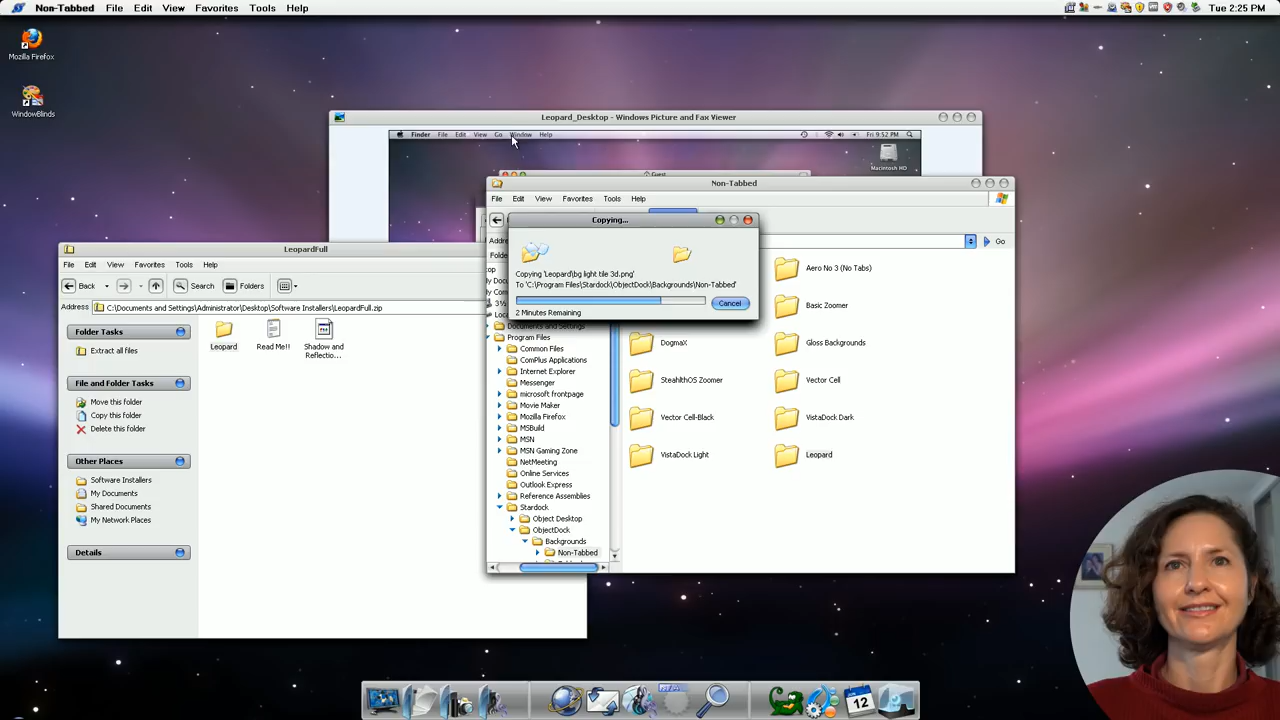 Non-Tabbed File Edit View Favorites Tools Help Tue 2:25 PM
Mozilla Firefox
WindowBlinds
Leopard_Desktop - Windows Picture and Fax Viewer
Finder File Edit View Go Window Help Fri 9:52 PM
Macintosh HD
Guest
Non-Tabbed
File Edit View Favorites Tools Help
Go
Copying...
Copying 'Leopard\bg light tile 3d.png'
To 'C:\Program Files\Stardock\ObjectDock\Backgrounds\Non-Tabbed'
Cancel
2 Minutes Remaining
Documents and Settings
Program Files
Common Files
ComPlus Applications
Internet Explorer
Messenger
microsoft frontpage
Movie Maker
Mozilla Firefox
MSBuild
MSN
MSN Gaming Zone
NetMeeting
Online Services
Outlook Express
Reference Assemblies
Stardock
Object Desktop
ObjectDock
Backgrounds
Non-Tabbed
Aero No 3 (No Tabs)
Basic Zoomer
DogmaX
Gloss Backgrounds
SteahlthOS Zoomer
Vector Cell
Vector Cell-Black
VistaDock Dark
VistaDock Light
Leopard
LeopardFull
File Edit View Favorites Tools Help
Back Search Folders
Address C:\Documents and Settings\Administrator\Desktop\Software Installers\LeopardFull.zip
Folder Tasks
Extract all files
File and Folder Tasks
Move this folder
Copy this folder
Delete this folder
Other Places
Software Installers
My Documents
Shared Documents
My Network Places
Details
Leopard
Read Me!!
Shadow and
Reflectio...
12